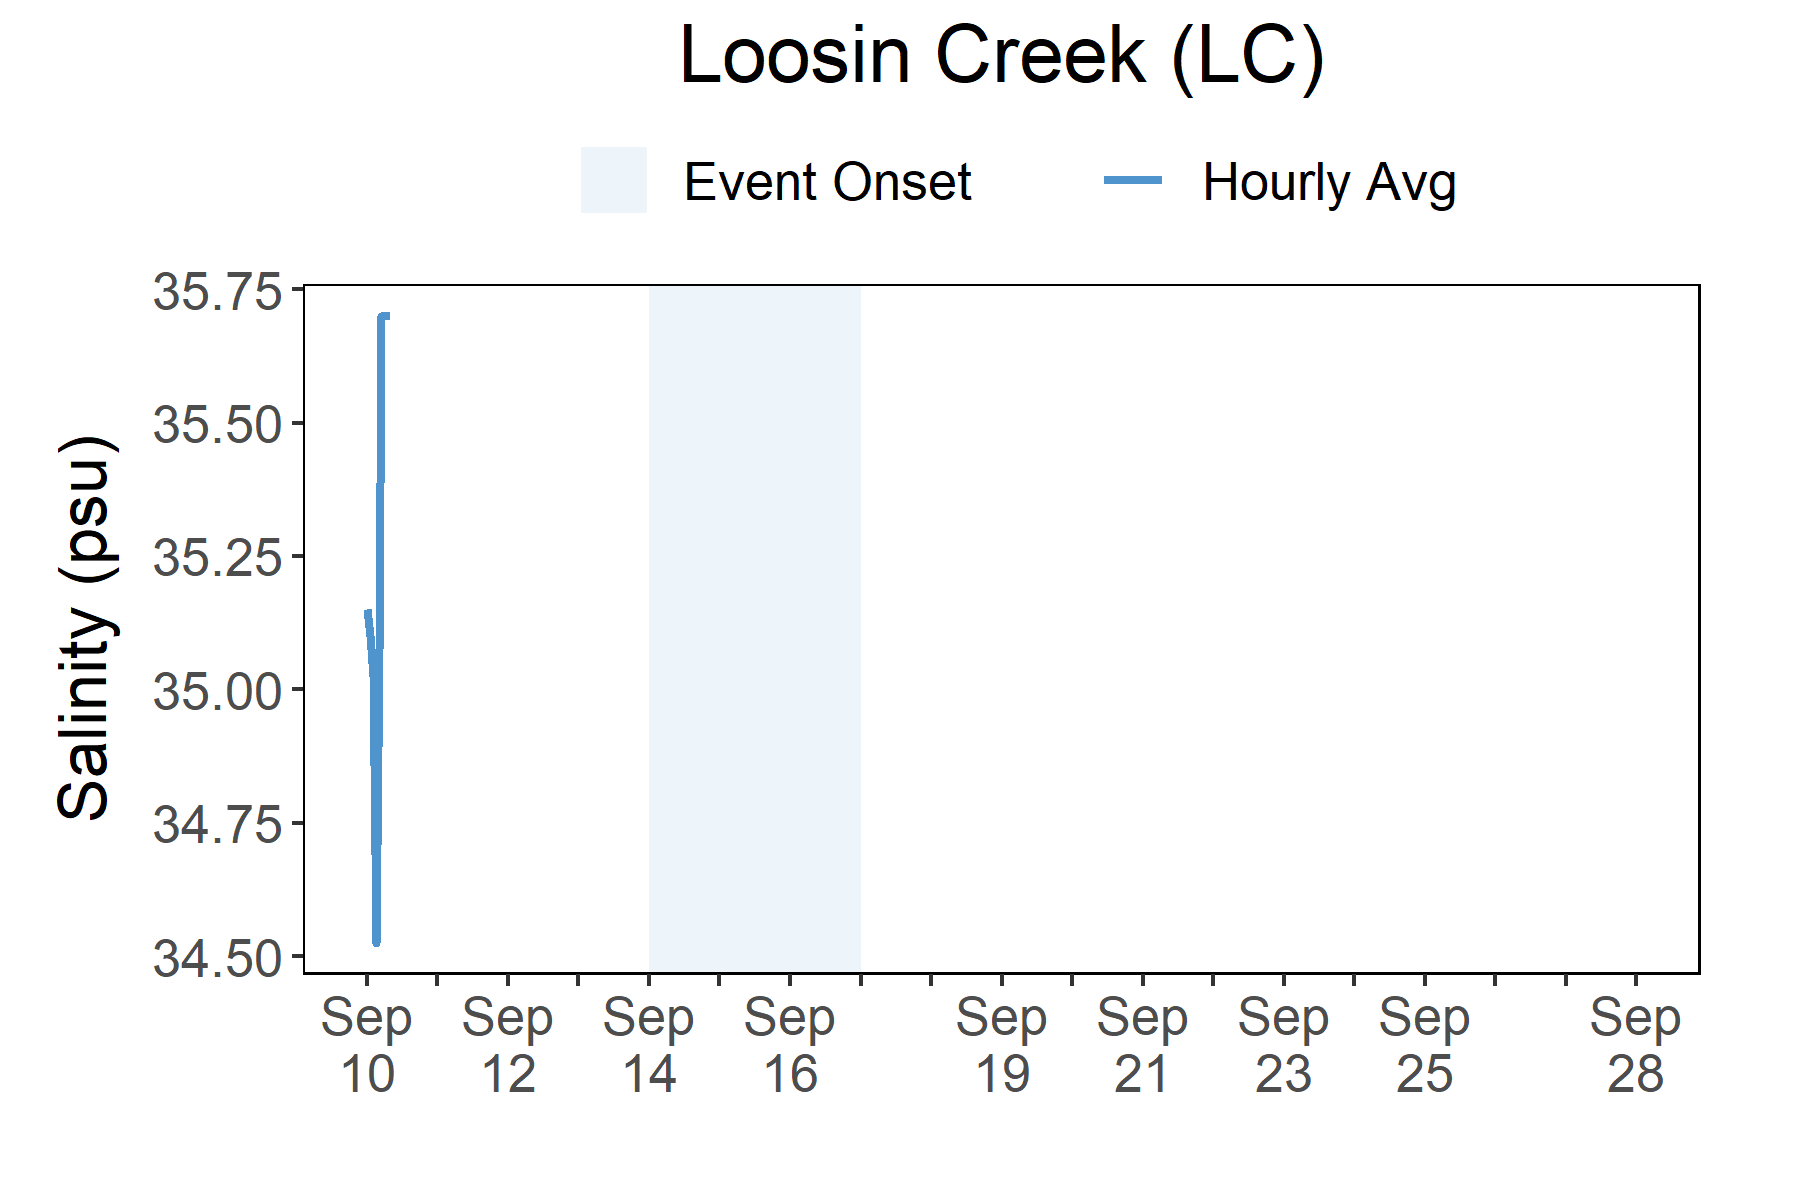 Loosin Creek (LC)
Event Onset Hourly Avg
Salinity (psu)
35.75
35.50
35.25
35.00
34.75
34.50
Sep Sep Sep Sep Sep Sep Sep Sep Sep
10 12 14 16 19 21 23 25 28